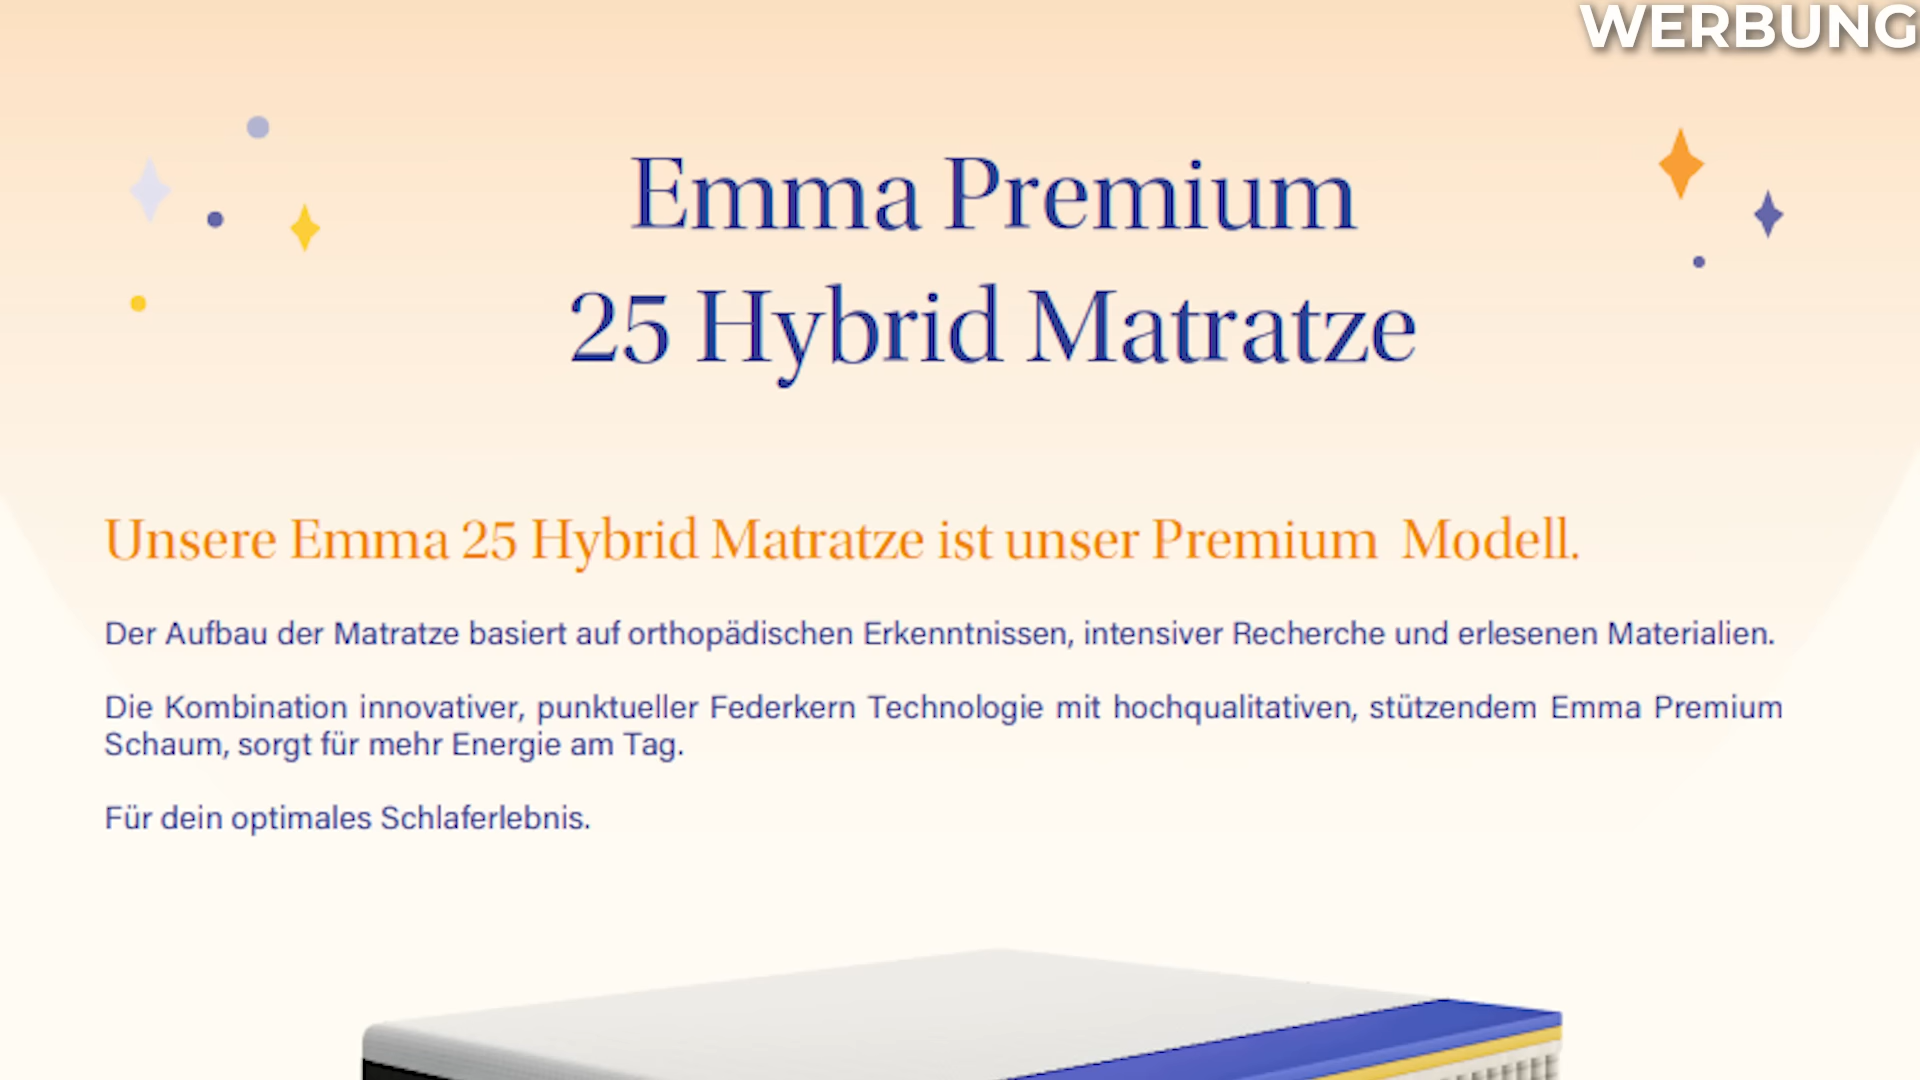 WERBUNG
Emma Premium
25 Hybrid Matratze
Unsere Emma 25 Hybrid Matratze ist unser Premium  Modell.
Der Aufbau der Matratze basiert auf orthopädischen Erkenntnissen, intensiver Recherche und erlesenen Materialien.
Die Kombination innovativer, punktueller Federkern Technologie mit hochqualitativen, stützendem Emma Premium
Schaum, sorgt für mehr Energie am Tag.
Für dein optimales Schlaferlebnis.